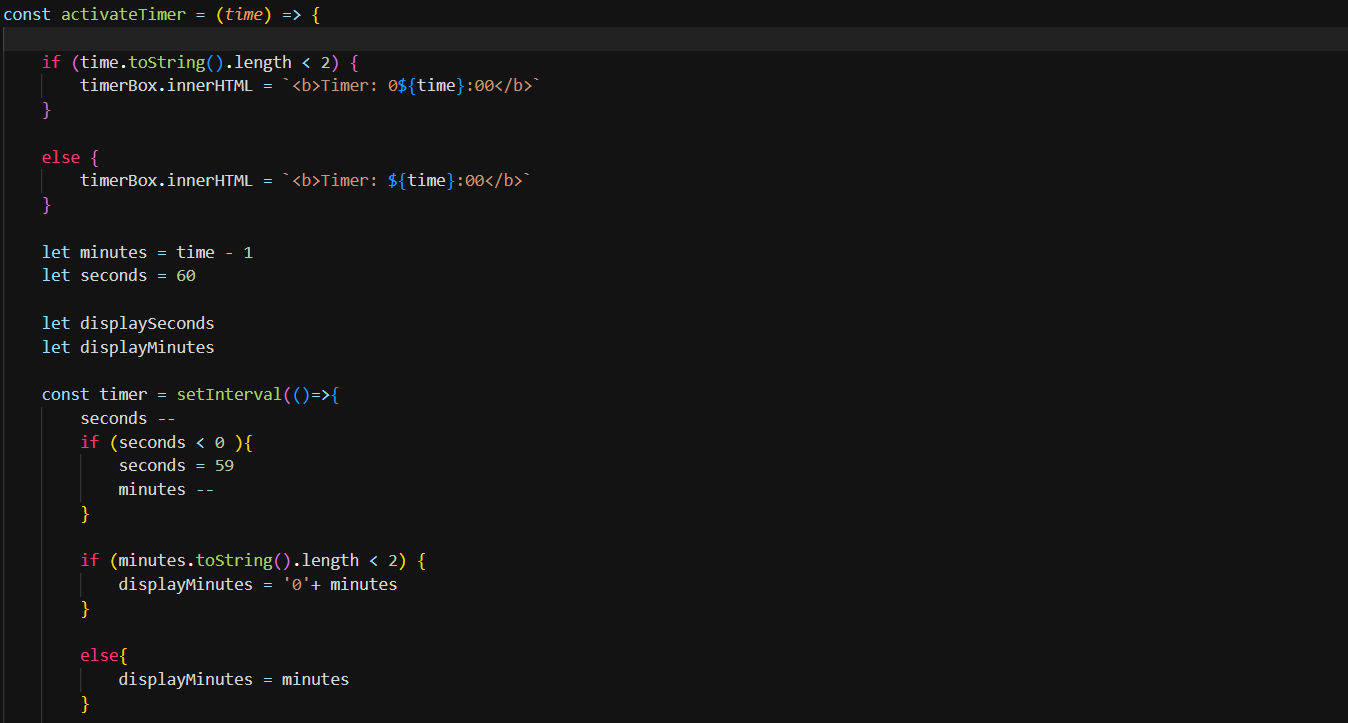 const activateTimer = (time) => {
if (time.toString().length < 2) {
timerBox.innerHTML = `<b>Timer: 0${time}:00</b>`
}
else {
timerBox.innerHTML = `<b>Timer: ${time}:00</b>`
}
let minutes = time - 1
let seconds = 60
let displaySeconds
let displayMinutes
const timer = setInterval(()=>{
seconds --
if (seconds < 0 ){
seconds = 59
minutes --
}
if (minutes.toString().length < 2) {
displayMinutes = '0'+ minutes
}
else{
displayMinutes = minutes
}